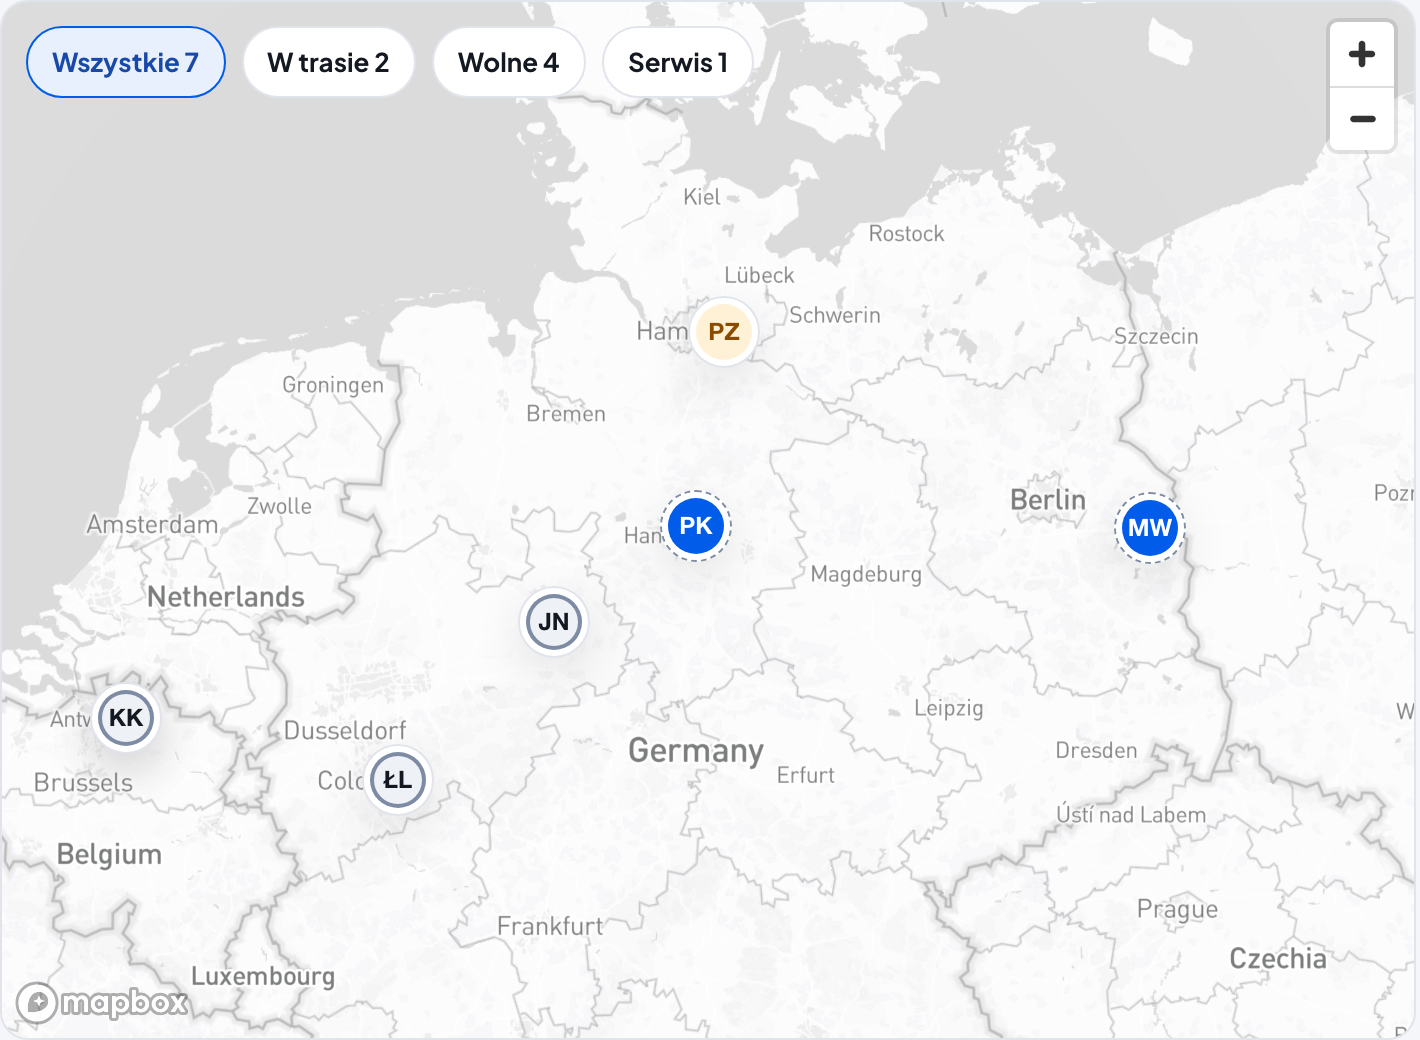 Wszystkie 7
W trasie 2
Wolne 4
Serwis 1
+
−
Kiel
Rostock
Lübeck
Schwerin
Ham
PZ
Szczecin
Groningen
Bremen
Zwolle
Amsterdam
Berlin
Pozr
Han
PK
MW
Magdeburg
Netherlands
JN
Antw
KK
Dusseldorf
Leipzig
W
Germany
Dresden
Brussels
Colo
ŁL
Erfurt
Ústí nad Labem
Belgium
Prague
Frankfurt
Czechia
Luxembourg
mapbox